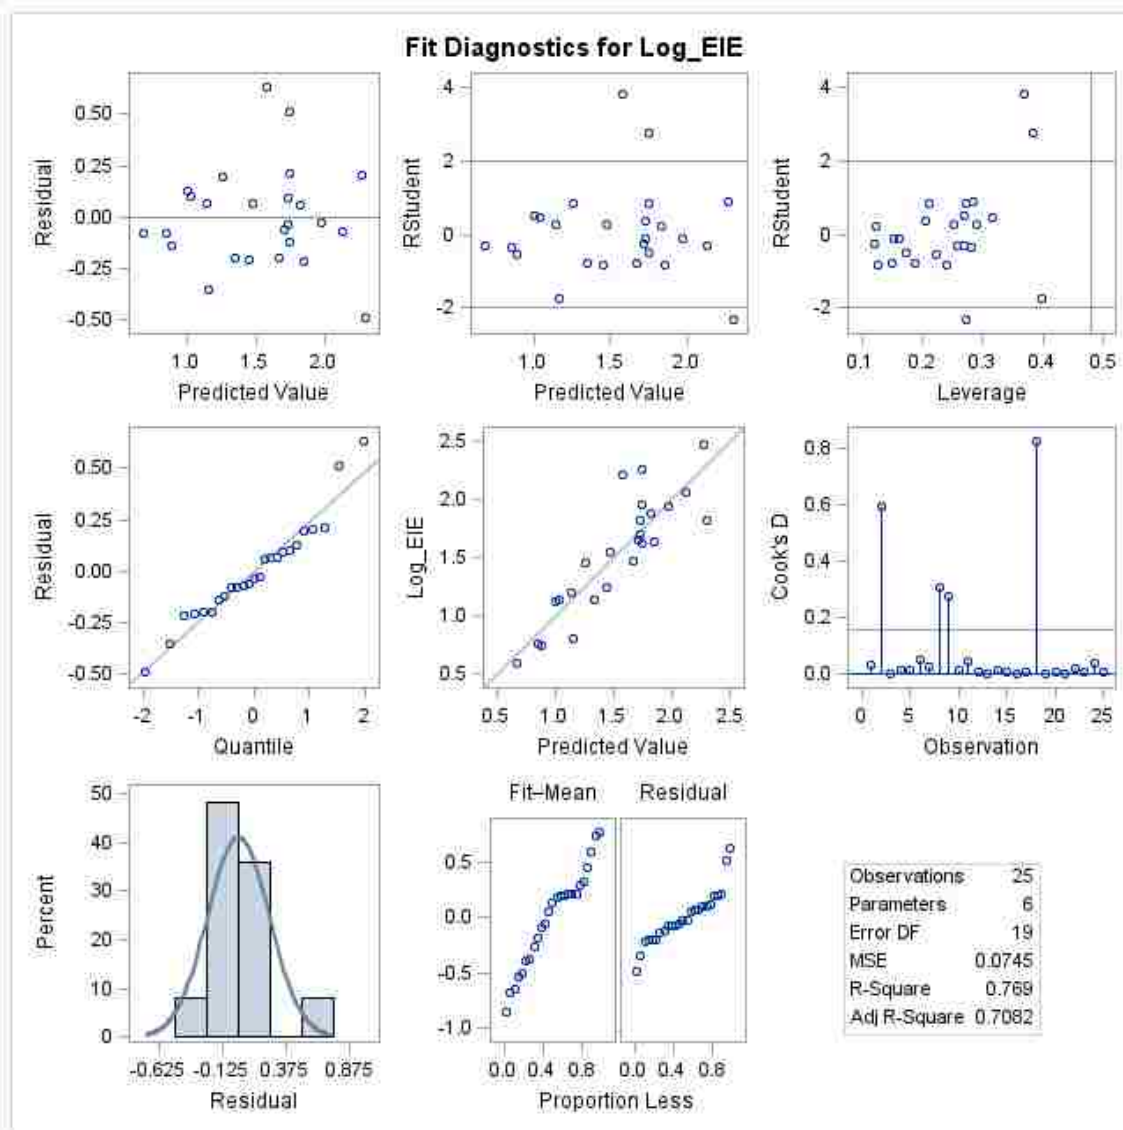 Fit Diagnostics for Log_EIE
Residual
0.50
0.25
0.00
-0.25
-0.50
1.0 1.5 2.0
Predicted Value
RStudent
4
2
0
-2
1.0 1.5 2.0
Predicted Value
RStudent
4
2
0
-2
0.1 0.2 0.3 0.4 0.5
Leverage
Residual
0.50
0.25
0.00
-0.25
-0.50
-2 -1 0 1 2
Quantile
Log_EIE
2.5
2.0
1.5
1.0
0.5
0.5 1.0 1.5 2.0 2.5
Predicted Value
Cook's D
0.8
0.6
0.4
0.2
0.0
0 5 10 15 20 25
Observation
Percent
50
40
30
20
10
0
-0.625 -0.125 0.375 0.875
Residual
Fit–Mean Residual
0.5
0.0
-0.5
-1.0
0.0 0.4 0.8 0.0 0.4 0.8
Proportion Less
Observations 25
Parameters 6
Error DF 19
MSE 0.0745
R-Square 0.769
Adj R-Square 0.7082